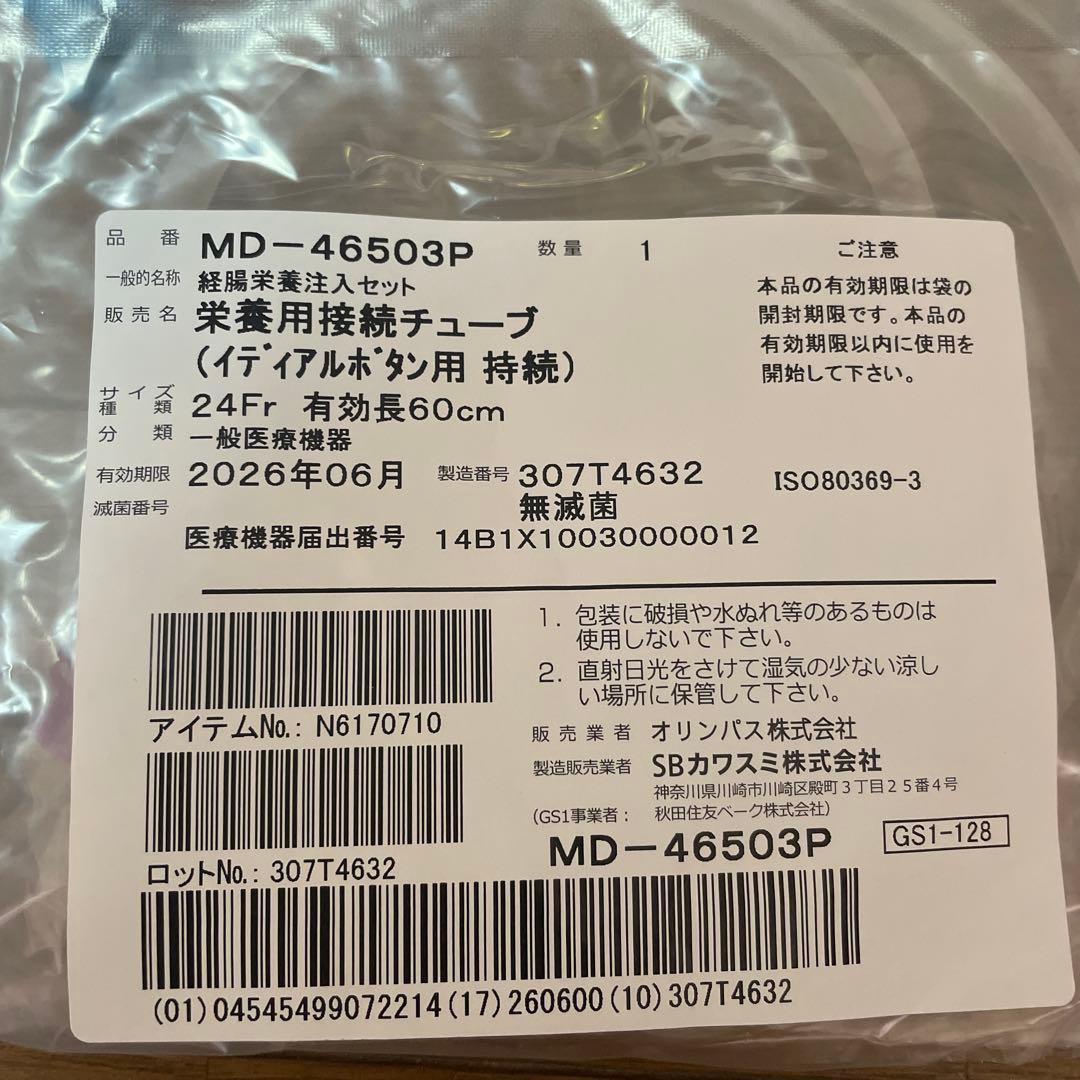 品番 MD-46503P 数量 1
一般的名称 経腸栄養注入セット
販売名 栄養用接続チューブ
(イディアルボタン用 持続)
サイズ
種類 24Fr 有効長60cm
分類 一般医療機器
有効期限 2026年06月 製造番号 307T4632
滅菌番号 無滅菌
医療機器届出番号 14B1X10030000012
ご注意
本品の有効期限は袋の
開封期限です。本品の
有効期限以内に使用を
開始して下さい。
ISO80369-3
1. 包装に破損や水ぬれ等のあるものは
使用しないで下さい。
2. 直射日光をさけて湿気の少ない涼し
い場所に保管して下さい。
アイテムNo.: N6170710
販売業者 オリンパス株式会社
製造販売業者 SBカワスミ株式会社
神奈川県川崎市川崎区殿町3丁目25番4号
(GS1事業者: 秋田住友ベーク株式会社)
MD-46503P GS1-128
ロットNo.: 307T4632
(01)04545499072214(17)260600(10)307T4632